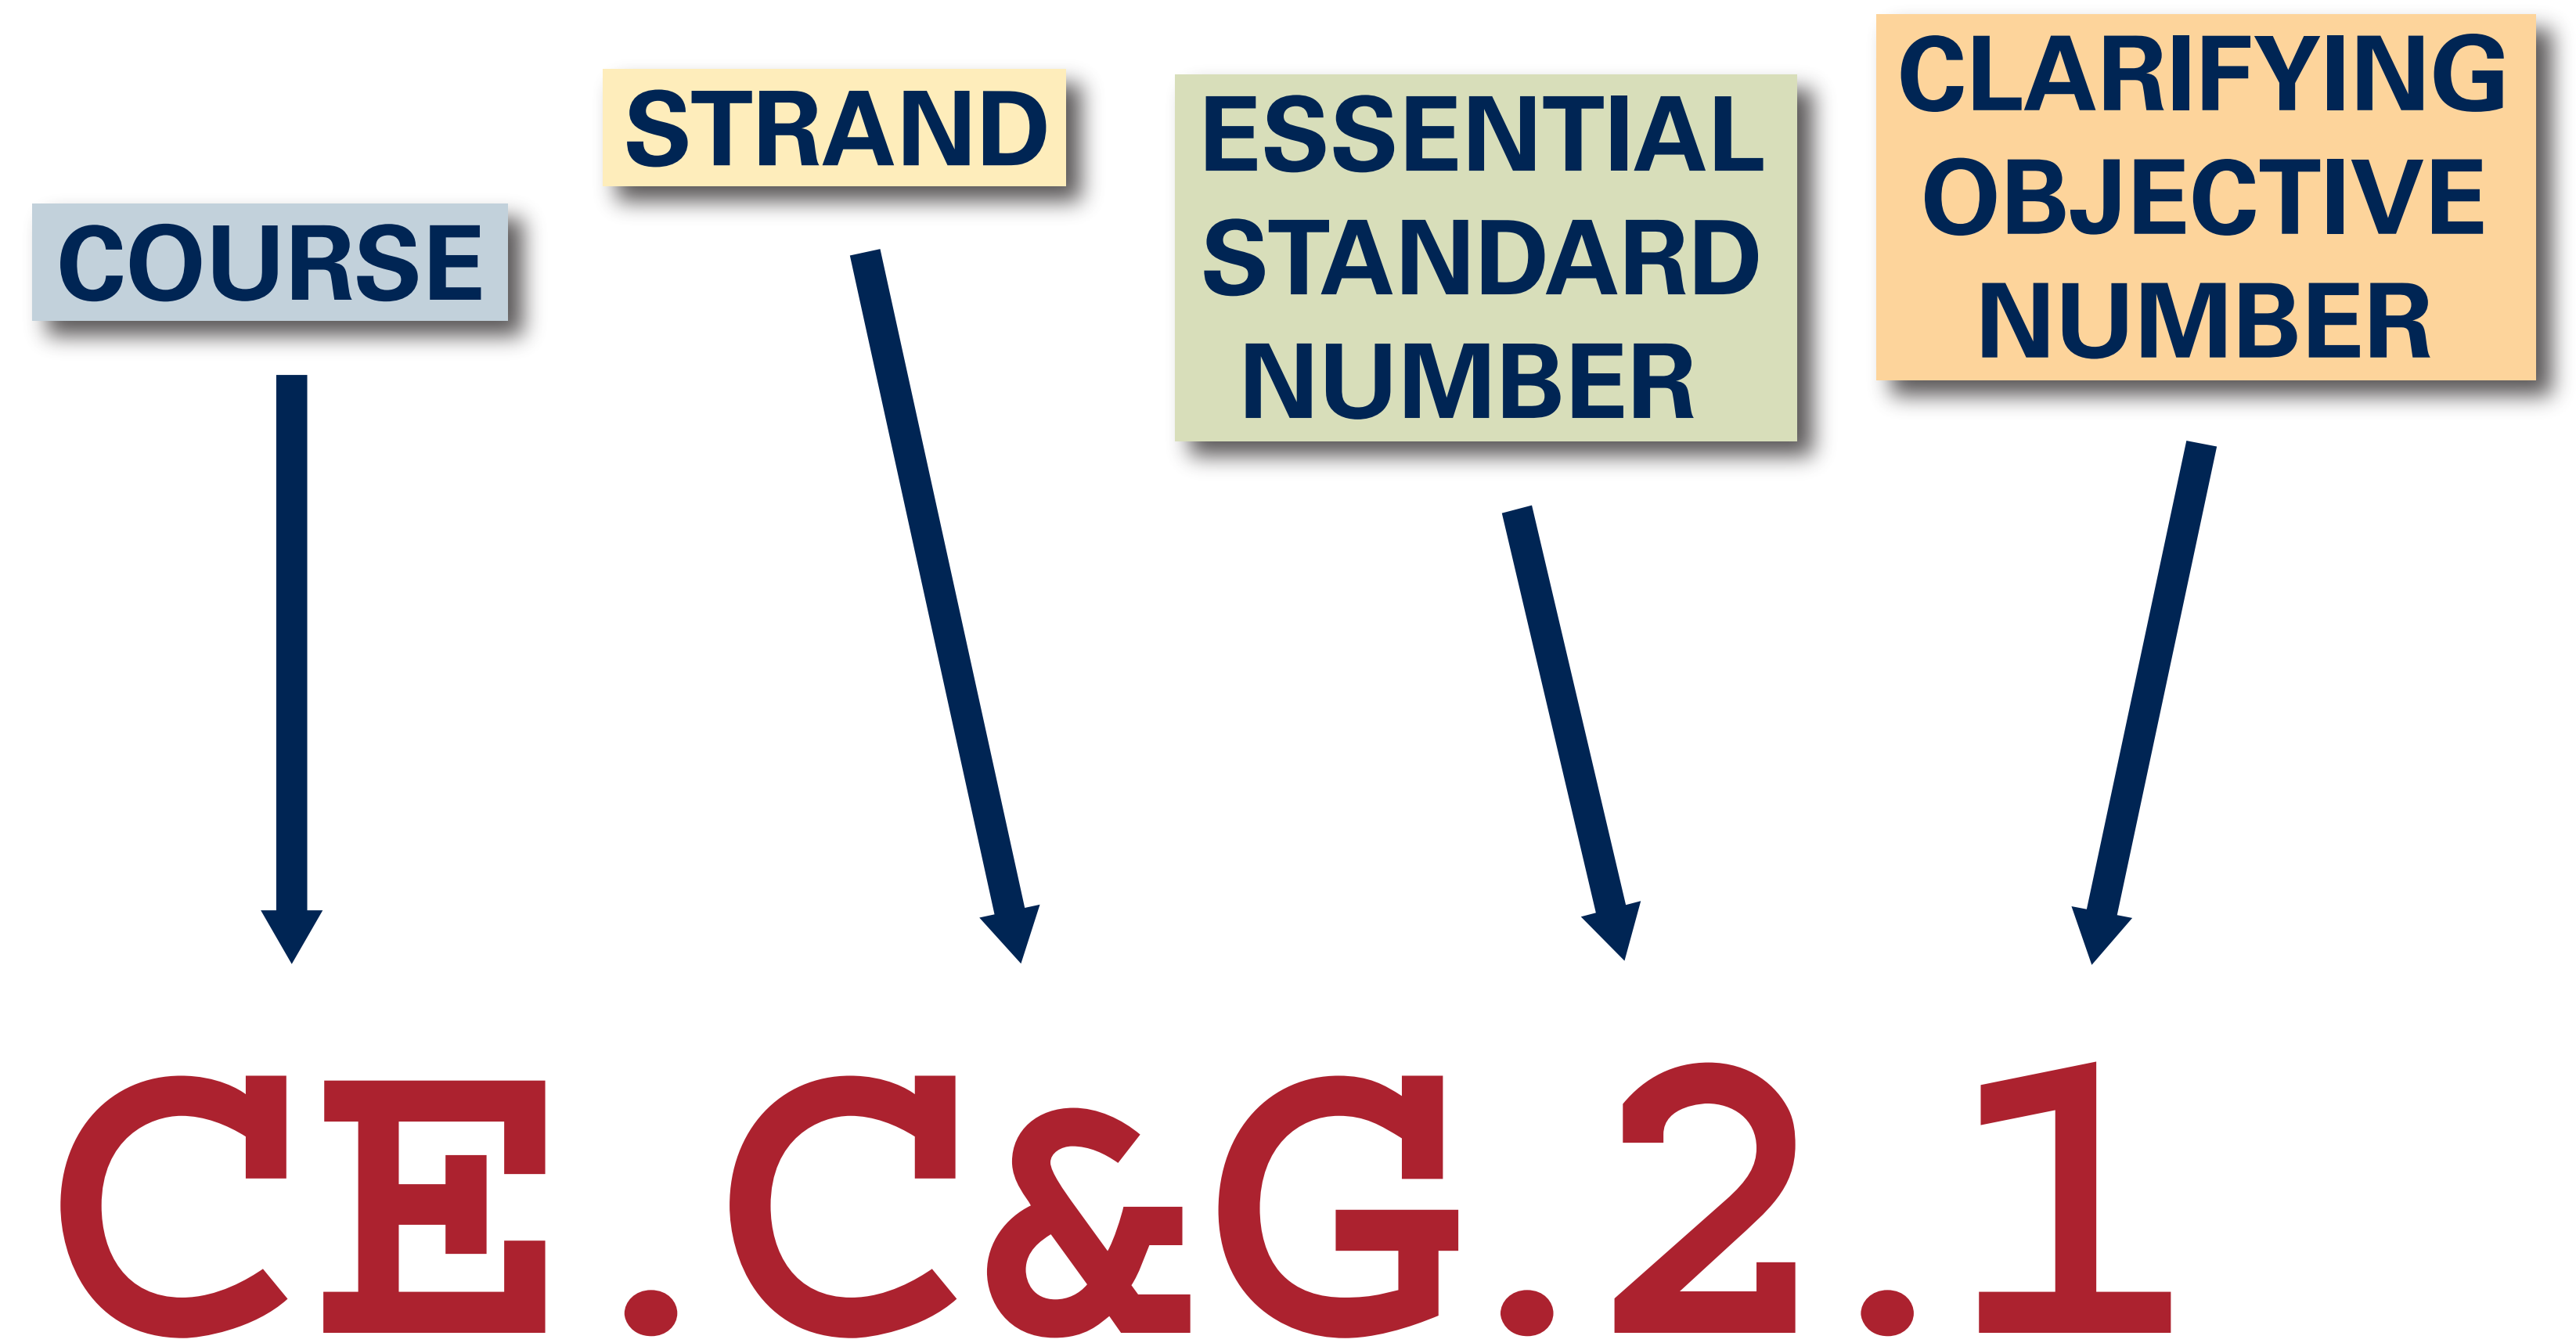 COURSE
STRAND
ESSENTIAL
STANDARD
NUMBER
CLARIFYING
OBJECTIVE
NUMBER
CE.C&G.2.1